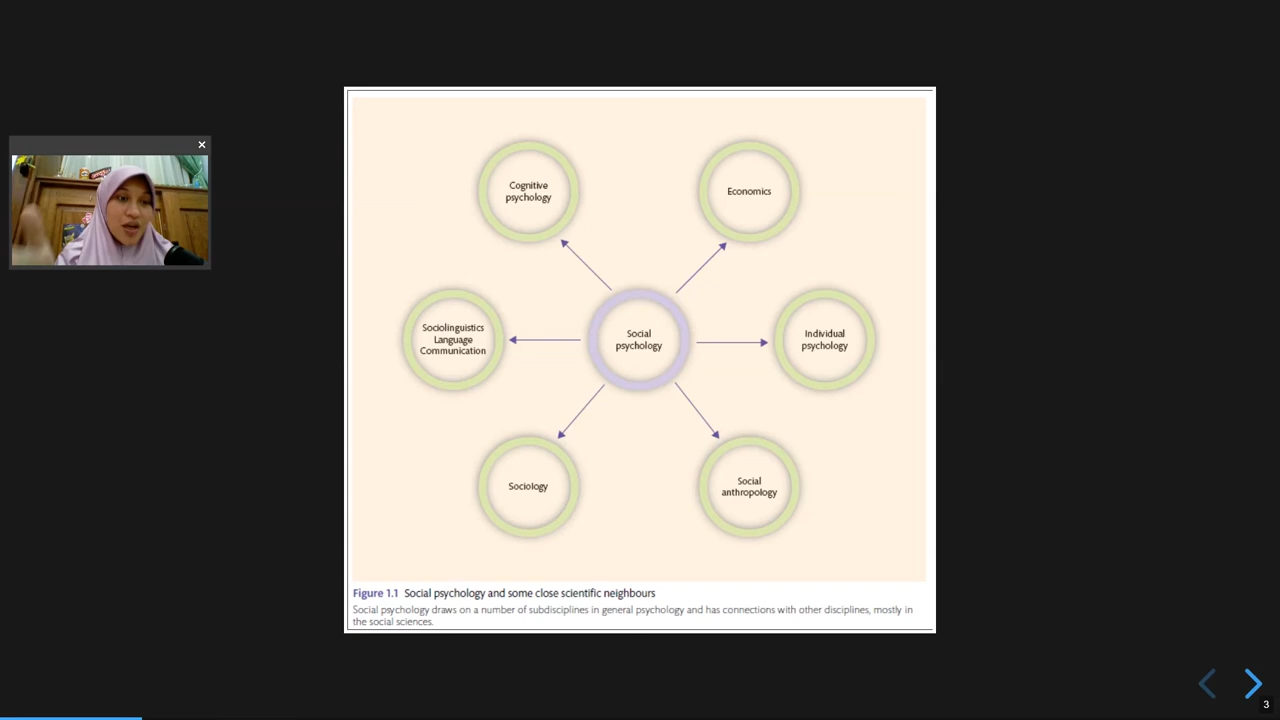 Cognitive
psychology
Economics
Sociolinguistics
Language
Communication
Social
psychology
Individual
psychology
Sociology
Social
anthropology
Figure 1.1 Social psychology and some close scientific neighbours
Social psychology draws on a number of subdisciplines in general psychology and has connections with other disciplines, mostly in
the social sciences.
3